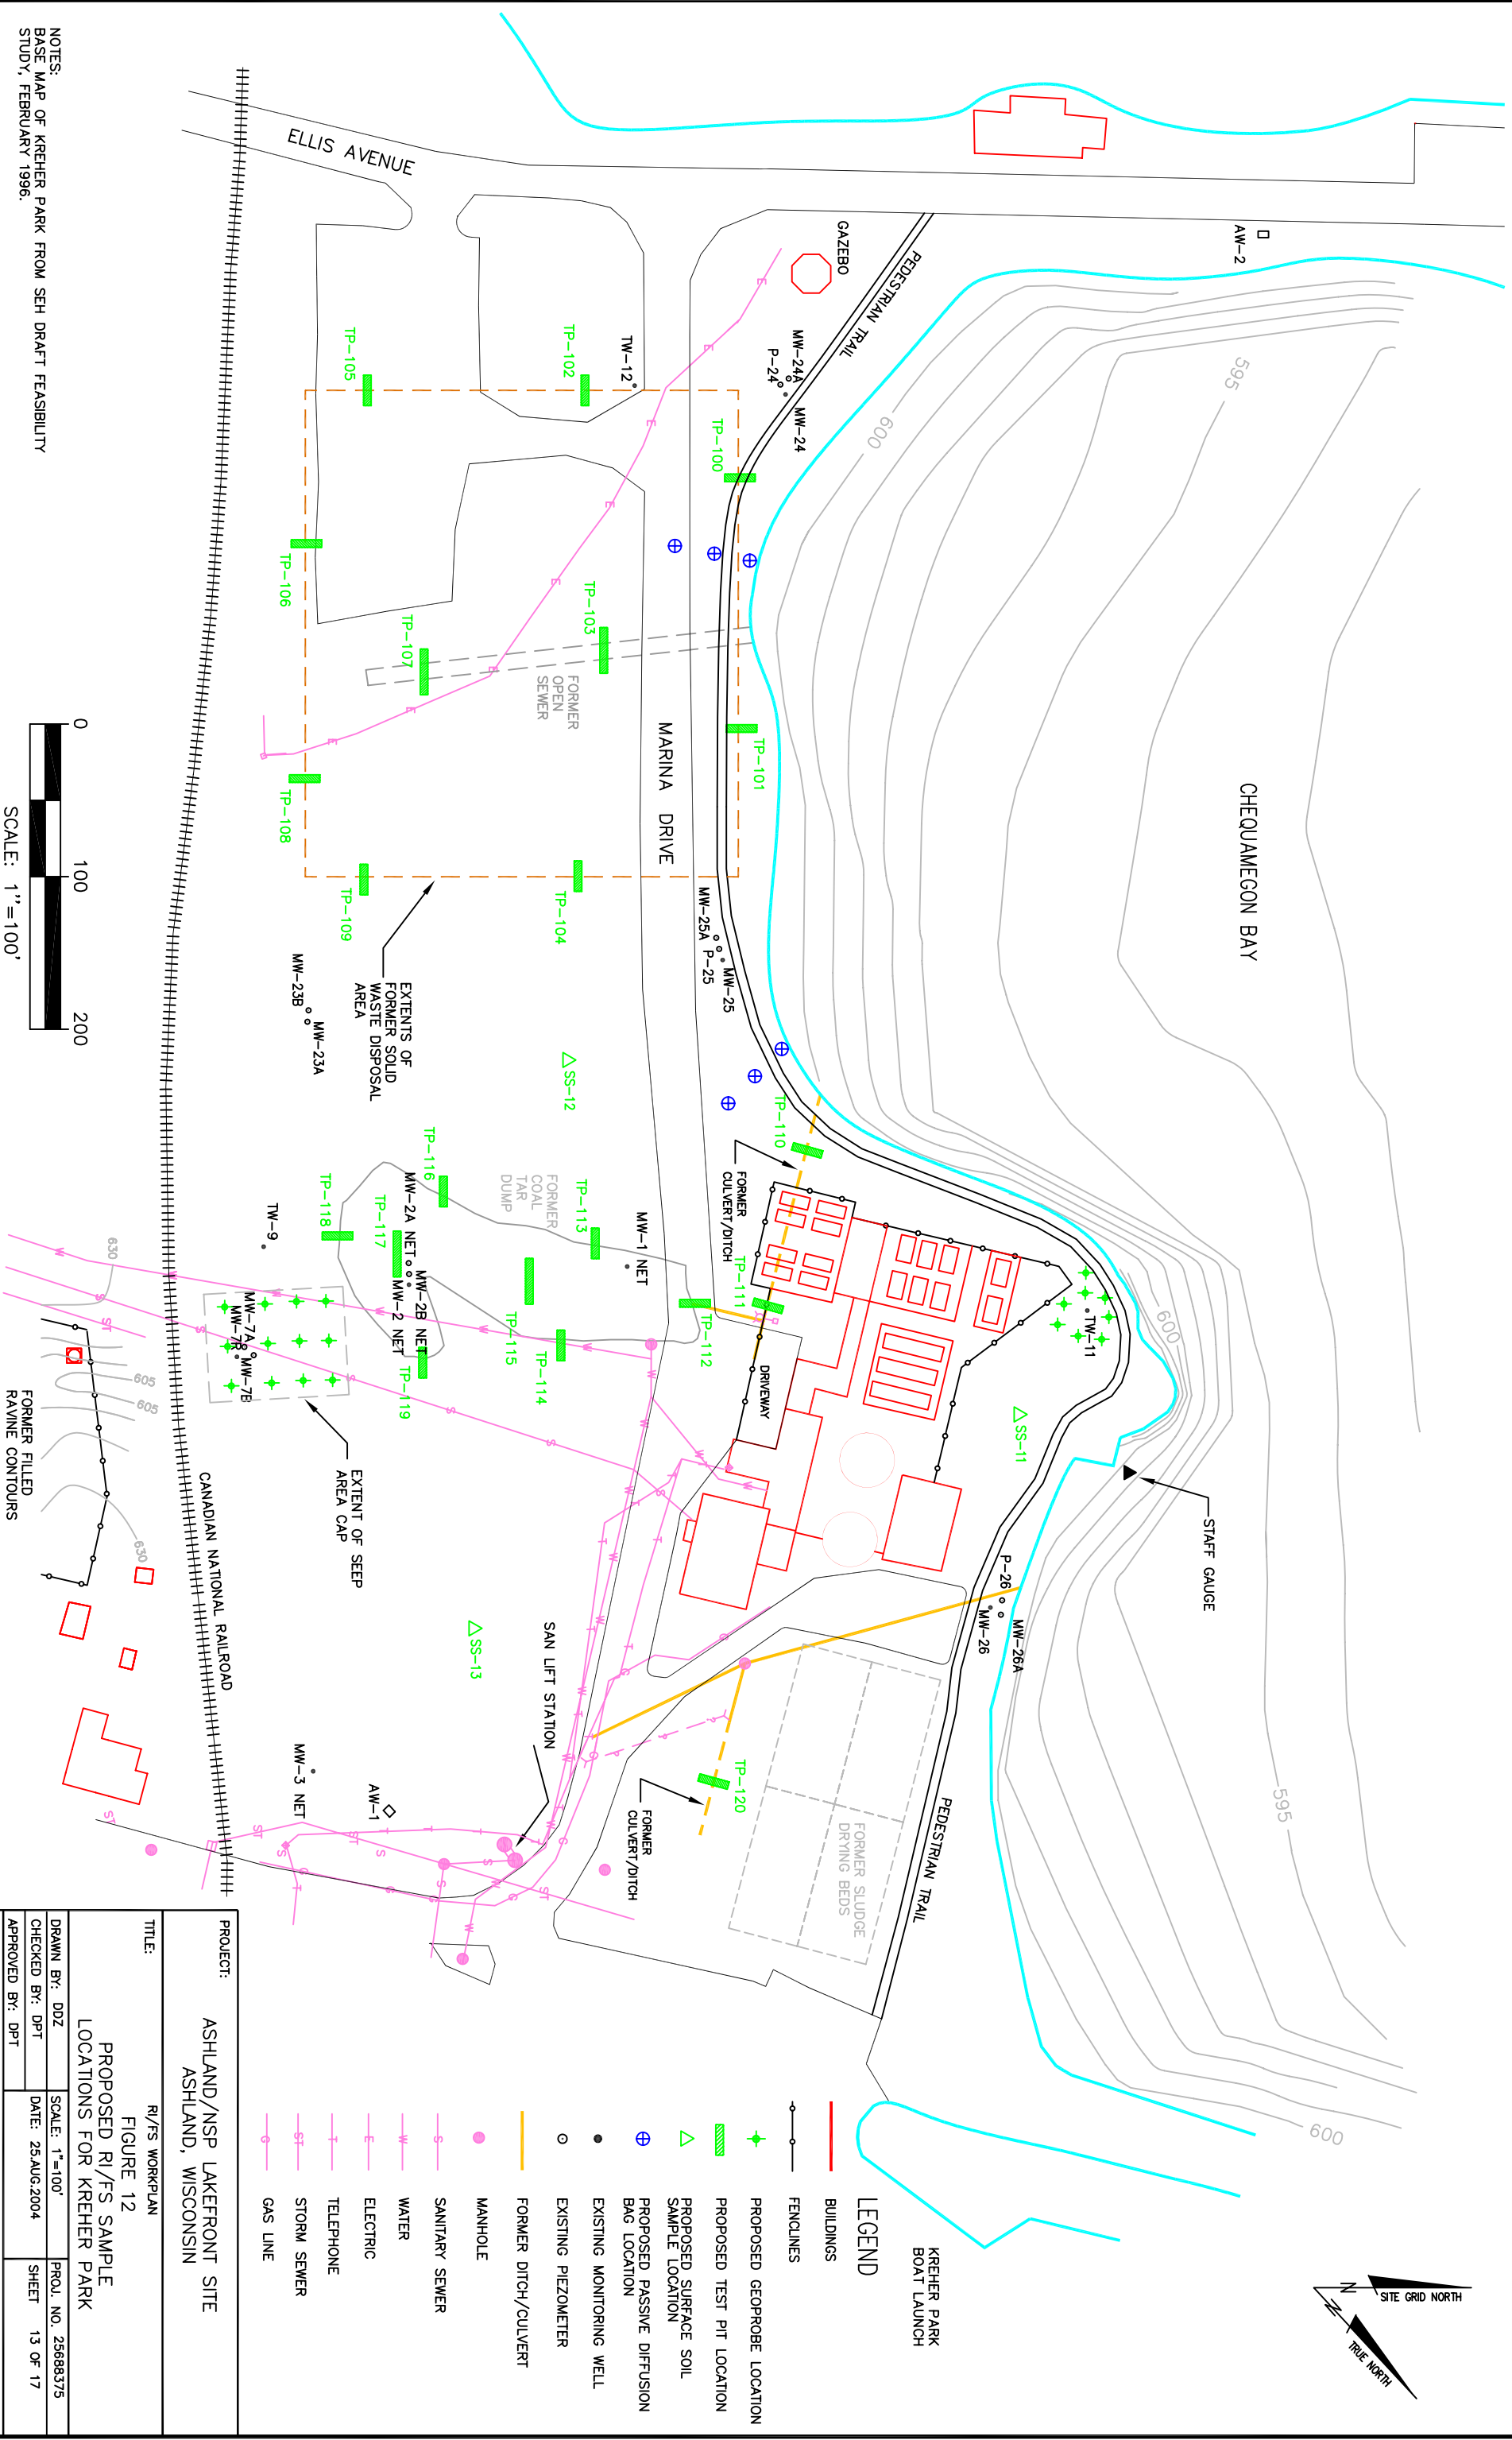 NOTES:
BASE MAP OF KREHER PARK FROM SEH DRAFT FEASIBILITY
STUDY, FEBRUARY 1996.
ELLIS AVENUE
GAZEBO
PEDESTRIAN TRAIL
AW-2
MW-24A
P-24
MW-24
TW-12
TP-105
TP-102
TP-100
TP-106
TP-107
TP-103
TP-101
TP-108
TP-109
TP-104
595
600
FORMER
OPEN
SEWER
MARINA DRIVE
CHEQUAMEGON BAY
MW-25A
P-25
MW-25
MW-23B
MW-23A
EXTENTS OF
FORMER SOLID
WASTE DISPOSAL
AREA
SS-12
TP-110
FORMER
CULVERT/DITCH
TP-116
TP-113
FORMER
COAL
TAR
DUMP
TP-118
TP-117
MW-2A NET
MW-2B NET
MW-2 NET
MW-1 NET
TW-9
TP-111
TP-112
TP-115
TP-114
TP-119
MW-7A
MW-7R
MW-7B
TW-11
600
DRIVEWAY
SS-11
STAFF GAUGE
630
605
605
630
FORMER FILLED
RAVINE CONTOURS
EXTENT OF SEEP
AREA CAP
CANADIAN NATIONAL RAILROAD
P-26
MW-26
MW-26A
SS-13
SAN LIFT STATION
MW-3 NET
AW-1
TP-120
FORMER
CULVERT/DITCH
FORMER SLUDGE
DRYING BEDS
PEDESTRIAN TRAIL
595
600
0
100
200
SCALE: 1''=100'
KREHER PARK
BOAT LAUNCH
LEGEND
BUILDINGS
FENCLINES
PROPOSED GEOPROBE LOCATION
PROPOSED TEST PIT LOCATION
PROPOSED SURFACE SOIL
SAMPLE LOCATION
PROPOSED PASSIVE DIFFUSION
BAG LOCATION
EXISTING MONITORING WELL
EXISTING PIEZOMETER
FORMER DITCH/CULVERT
MANHOLE
S SANITARY SEWER
W WATER
E ELECTRIC
T TELEPHONE
ST STORM SEWER
G GAS LINE
N
SITE GRID NORTH
N
TRUE NORTH
PROJECT:
ASHLAND/NSP LAKEFRONT SITE
ASHLAND, WISCONSIN
TITLE:
RI/FS WORKPLAN
FIGURE 12
PROPOSED RI/FS SAMPLE
LOCATIONS FOR KREHER PARK
DRAWN BY: DDZ
SCALE: 1"=100'
PROJ. NO. 25688375
CHECKED BY: DPT
DATE: 25.AUG.2004
SHEET 13 OF 17
APPROVED BY: DPT